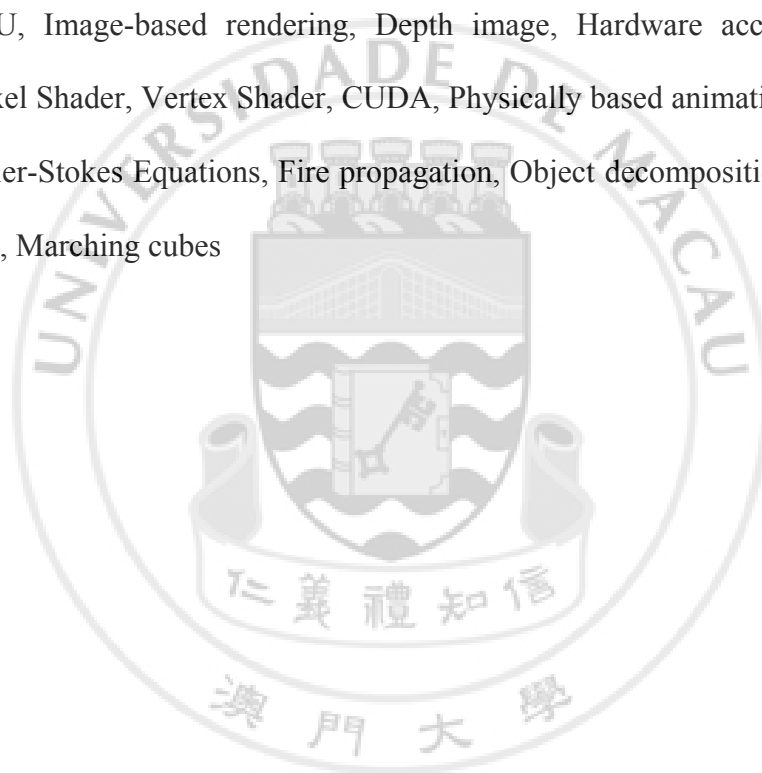 U, Image-based rendering, Depth image, Hardware acc
xel Shader, Vertex Shader, CUDA, Physically based animati
er-Stokes Equations, Fire propagation, Object decompositi
, Marching cubes
UNIVERSIDADE DE MACAU
仁義禮知信
澳門大學